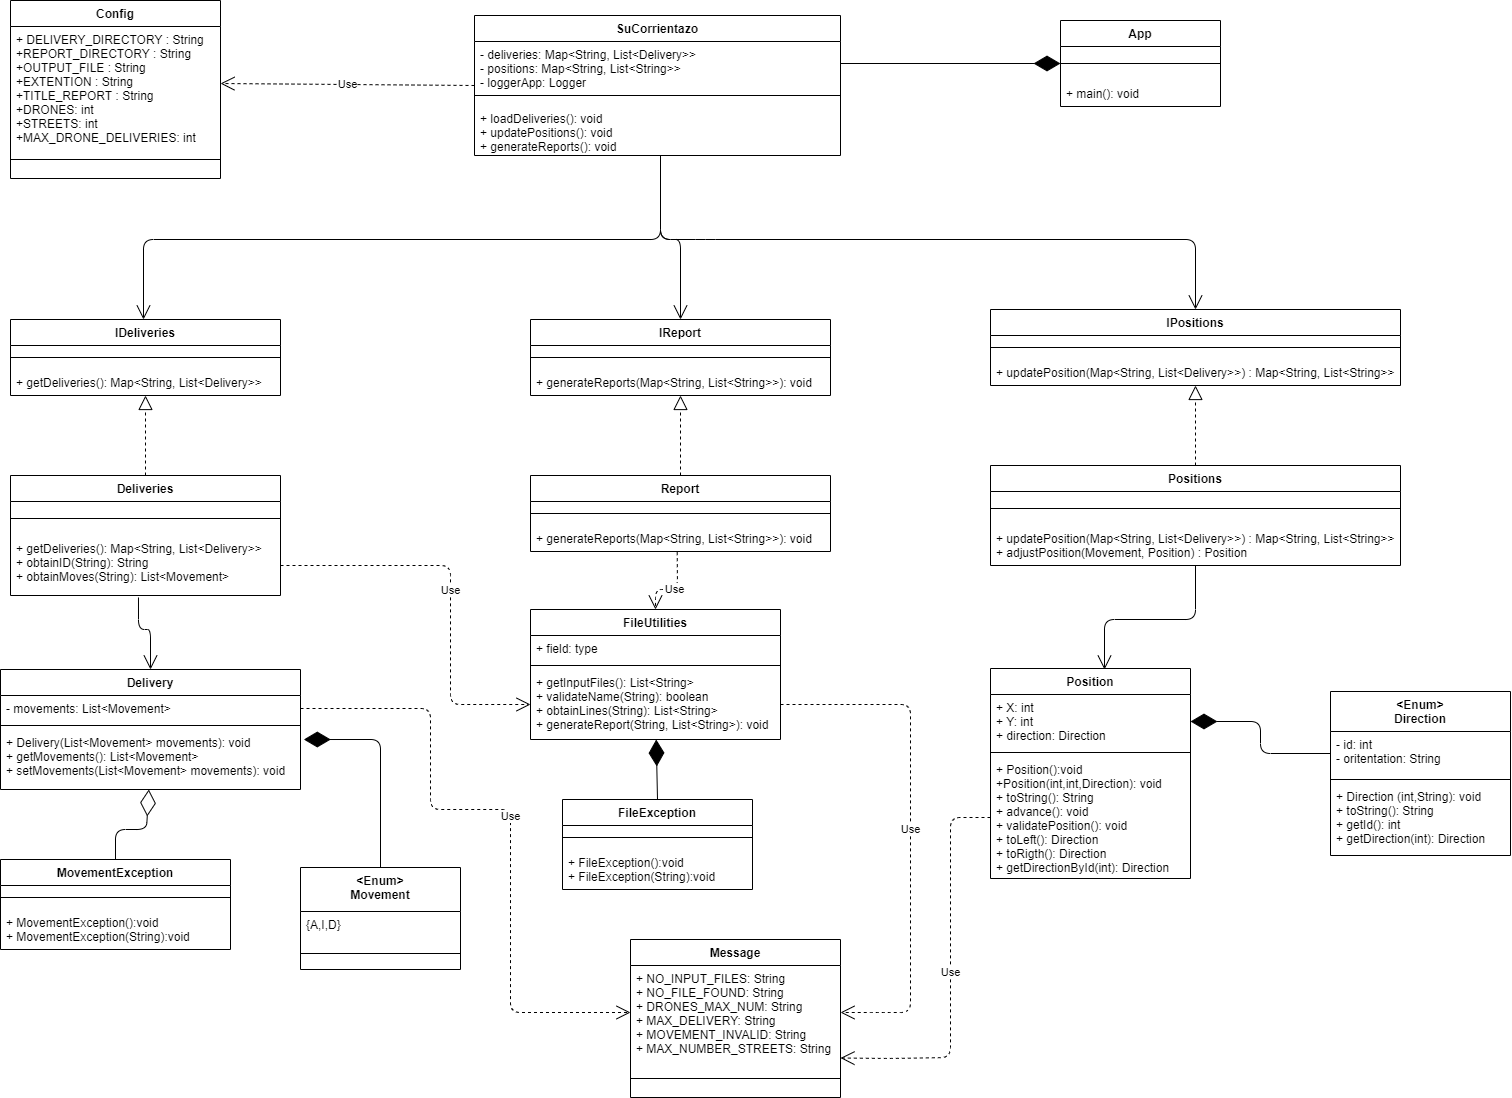 Config
+ DELIVERY_DIRECTORY : String
+REPORT_DIRECTORY : String
+OUTPUT_FILE : String
+EXTENTION : String
+TITLE_REPORT : String
+DRONES: int
+STREETS: int
+MAX_DRONE_DELIVERIES: int
Use
SuCorrientazo
- deliveries: Map<String, List<Delivery>>
- positions: Map<String, List<String>>
- loggerApp: Logger
+ loadDeliveries(): void
+ updatePositions(): void
+ generateReports(): void
App
+ main(): void
IDeliveries
+ getDeliveries(): Map<String, List<Delivery>>
IReport
+ generateReports(Map<String, List<String>>): void
IPositions
+ updatePosition(Map<String, List<Delivery>>) : Map<String, List<String>>
Deliveries
+ getDeliveries(): Map<String, List<Delivery>>
+ obtainID(String): String
+ obtainMoves(String): List<Movement>
Report
+ generateReports(Map<String, List<String>>): void
Positions
+ updatePosition(Map<String, List<Delivery>>) : Map<String, List<String>>
+ adjustPosition(Movement, Position) : Position
Use
Use
FileUtilities
+ field: type
+ getInputFiles(): List<String>
+ validateName(String): boolean
+ obtainLines(String): List<String>
+ generateReport(String, List<String>): void
Delivery
- movements: List<Movement>
+ Delivery(List<Movement> movements): void
+ getMovements(): List<Movement>
+ setMovements(List<Movement> movements): void
Position
+ X: int
+ Y: int
+ direction: Direction
+ Position():void
+Position(int,int,Direction): void
+ toString(): String
+ advance(): void
+ validatePosition(): void
+ toLeft(): Direction
+ toRigth(): Direction
+ getDirectionById(int): Direction
<Enum>
Direction
- id: int
- oritentation: String
+ Direction (int,String): void
+ toString(): String
+ getId(): int
+ getDirection(int): Direction
Use
Use
FileException
+ FileException():void
+ FileException(String):void
MovementException
+ MovementException():void
+ MovementException(String):void
<Enum>
Movement
{A,I,D}
Use
Message
+ NO_INPUT_FILES: String
+ NO_FILE_FOUND: String
+ DRONES_MAX_NUM: String
+ MAX_DELIVERY: String
+ MOVEMENT_INVALID: String
+ MAX_NUMBER_STREETS: String